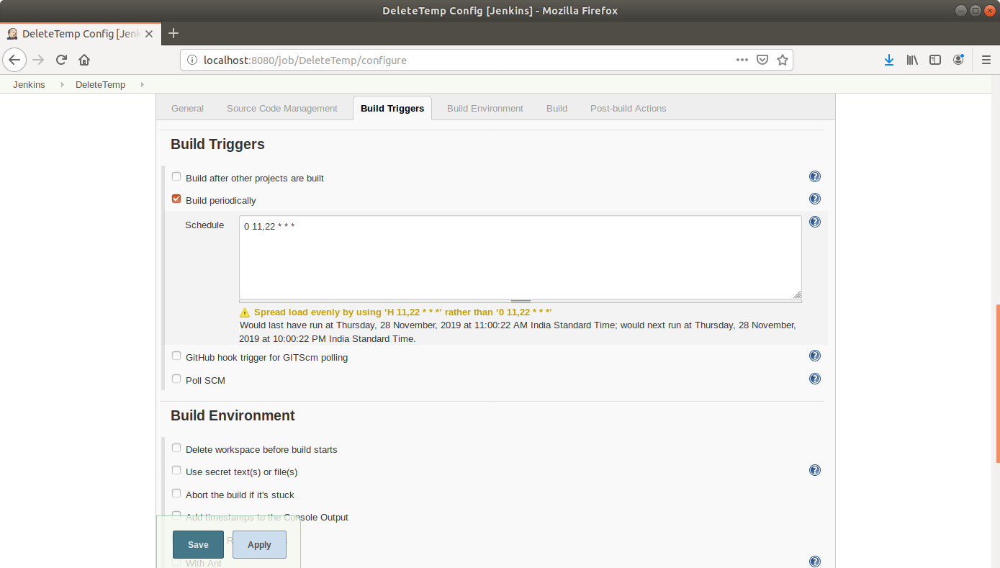 DeleteTemp Config [Jenkins] - Mozilla Firefox
DeleteTemp Config [Jenk
localhost:8080/job/DeleteTemp/configure
Jenkins DeleteTemp
General Source Code Management Build Triggers Build Environment Build Post-build Actions
Build Triggers
Build after other projects are built
Build periodically
Schedule 0 11,22 * * *
Spread load evenly by using ‘H 11,22 * * *’ rather than ‘0 11,22 * * *’
Would last have run at Thursday, 28 November, 2019 at 11:00:22 AM India Standard Time; would next run at Thursday, 28 November,
2019 at 10:00:22 PM India Standard Time.
GitHub hook trigger for GITScm polling
Poll SCM
Build Environment
Delete workspace before build starts
Use secret text(s) or file(s)
Abort the build if it's stuck
Add timestamps to the Console Output
Save Apply
With Ant